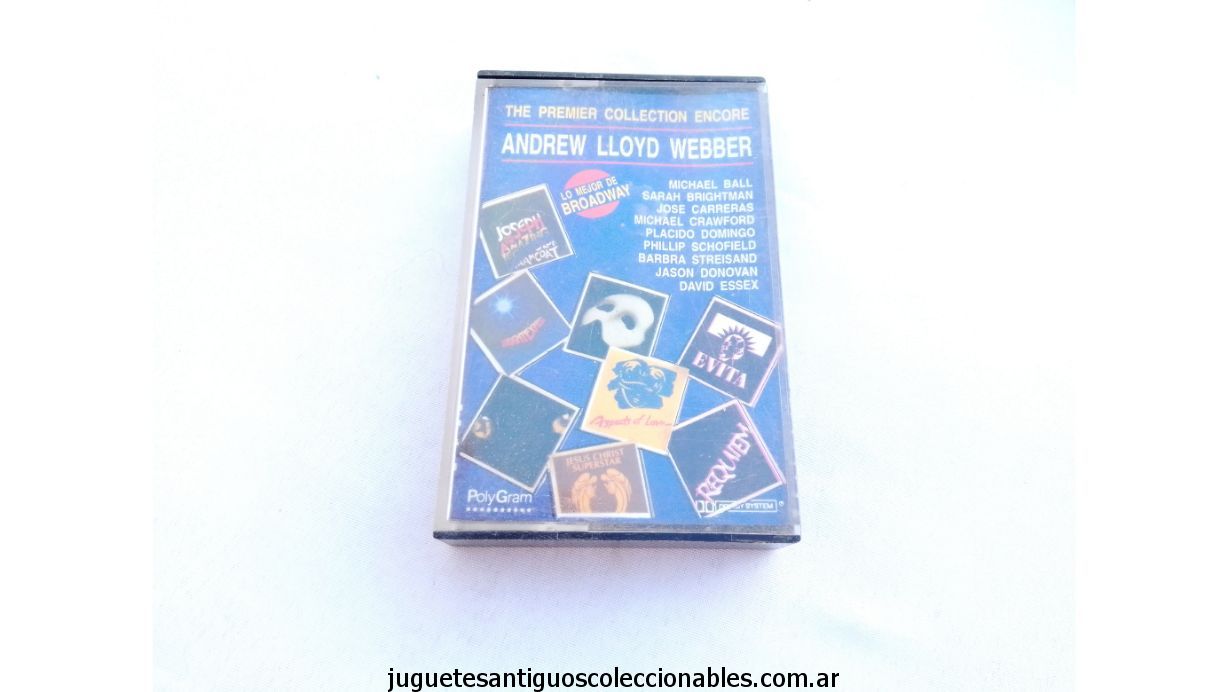 THE PREMIER COLLECTION ENCORE
ANDREW LLOYD WEBBER
LO MEJOR DE
BROADWAY
MICHAEL BALL
SARAH BRIGHTMAN
JOSE CARRERAS
MICHAEL CRAWFORD
PLACIDO DOMINGO
PHILLIP SCHOFIELD
BARBRA STREISAND
JASON DONOVAN
DAVID ESSEX
JOSEPH
AMAZING
EVITA
Aspects of Love
JESUS CHRIST
SUPERSTAR
REQUIEM
PolyGram
SYSTEM
juguetesantiguoscoleccionables.com.ar